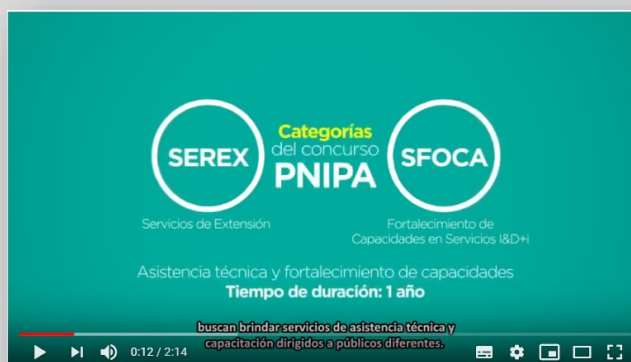 Categorías
del concurso
PNIPA
SEREX
SFOCA
Servicios de Extensión
Fortalecimiento de
Capacidades en Servicios I&D+i
Asistencia técnica y fortalecimiento de capacidades
Tiempo de duración: 1 año
buscan brindar servicios de asistencia técnica y
capacitación dirigidos a públicos diferentes.
0:12 / 2:14